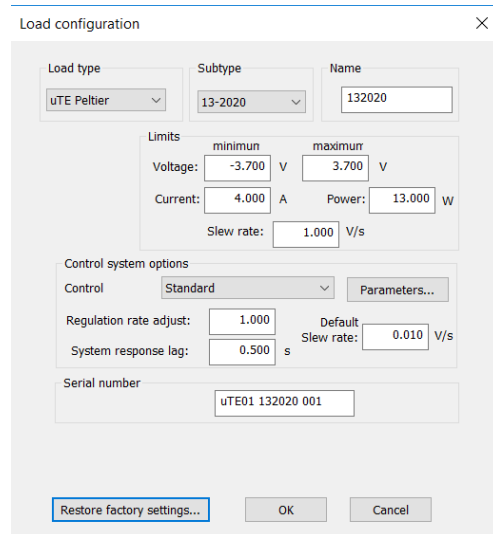 Load configuration
Load type Subtype Name
uTE Peltier 13-2020 132020
Limits
minimun maximurr
Voltage: -3.700 V 3.700 V
Current: 4.000 A Power: 13.000 W
Slew rate: 1.000 V/s
Control system options
Control Standard Parameters...
Regulation rate adjust: 1.000
Default
Slew rate: 0.010 V/s
System response lag: 0.500 s
Serial number
uTE01 132020 001
Restore factory settings... OK Cancel